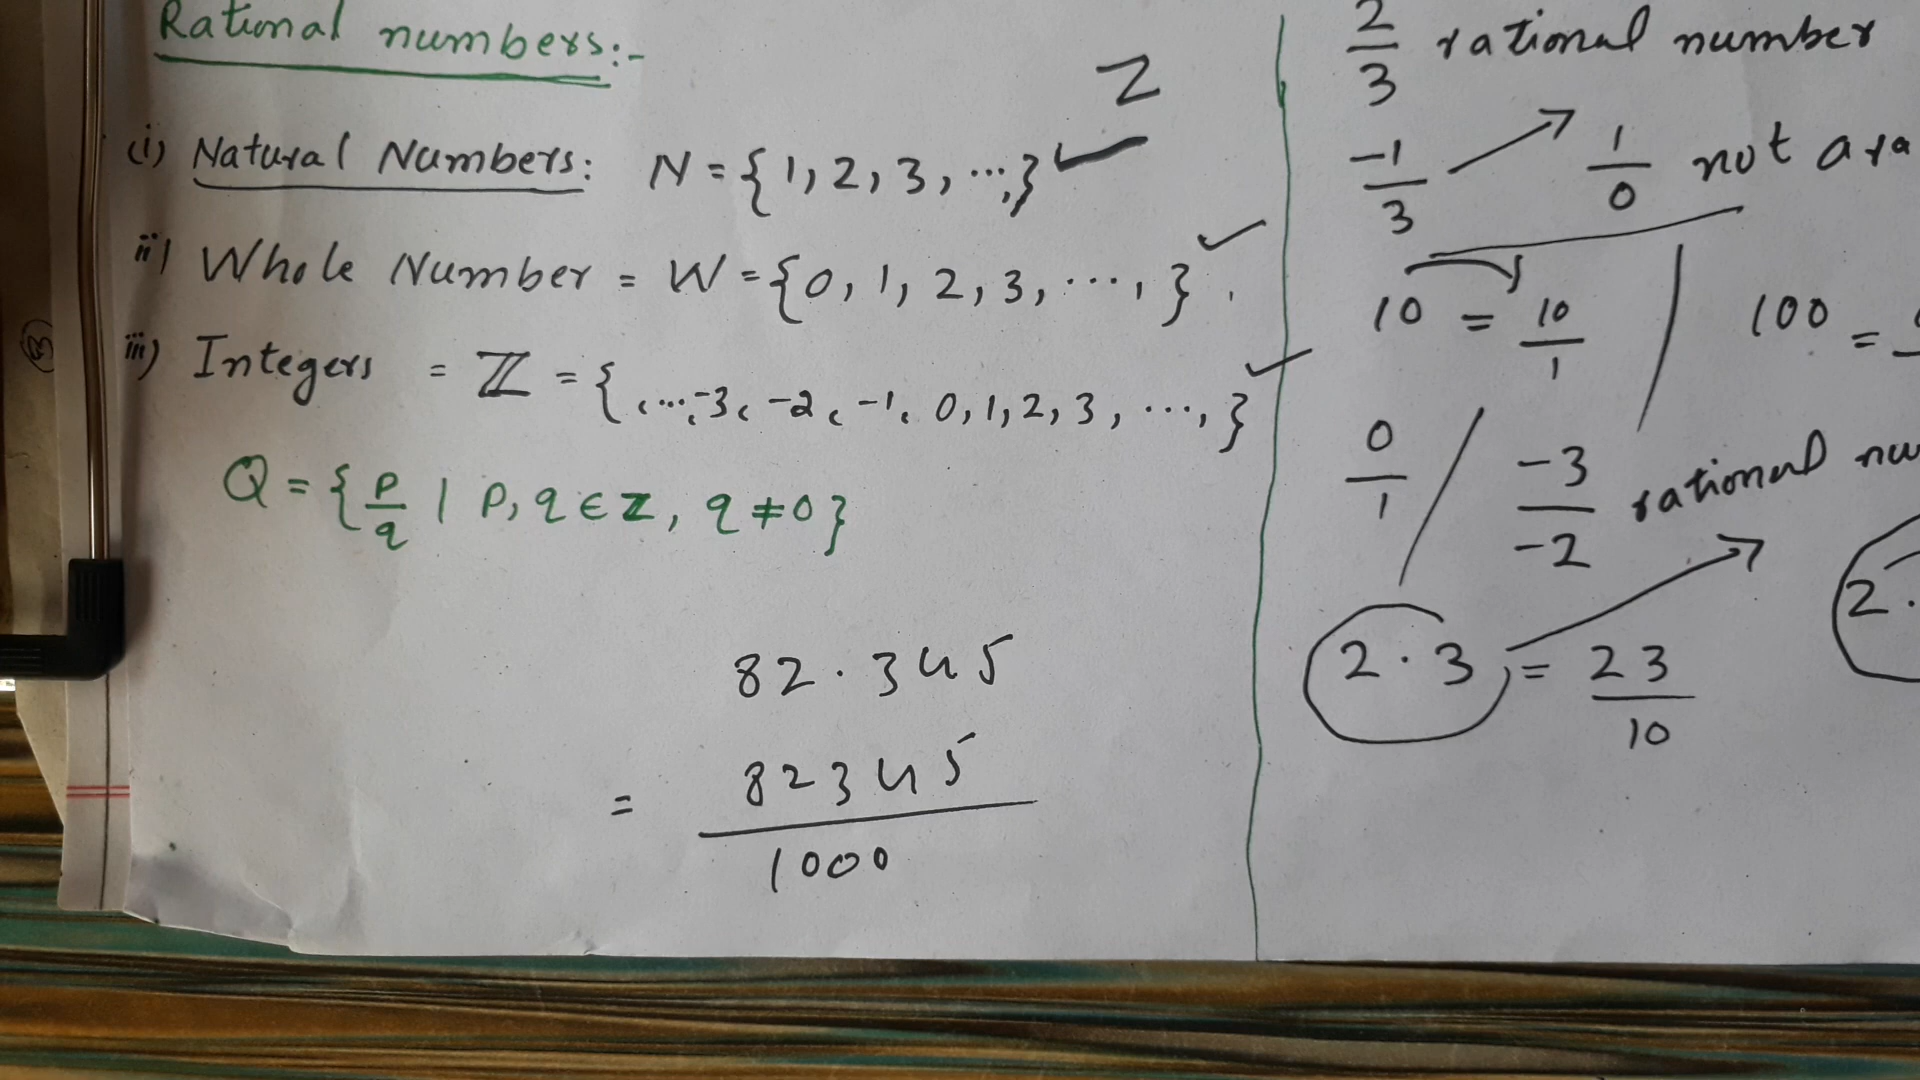 Rational numbers:-
Z
(i) Natural Numbers: N = {1, 2, 3, ...,}
ii) Whole Number = W = {0, 1, 2, 3, ..., }
iii) Integers = ℤ = {, ..., -3, -2, -1, 0, 1, 2, 3, ..., }
Q = {p/q | p, q ∈ Z, q ≠ 0}
82.345
= 82345/1000
2/3 rational number
-1/3
1/0 not a ra
10 = 10/1
100 =
0/1
-3/-2 rational nu
2.3 = 23/10
2.